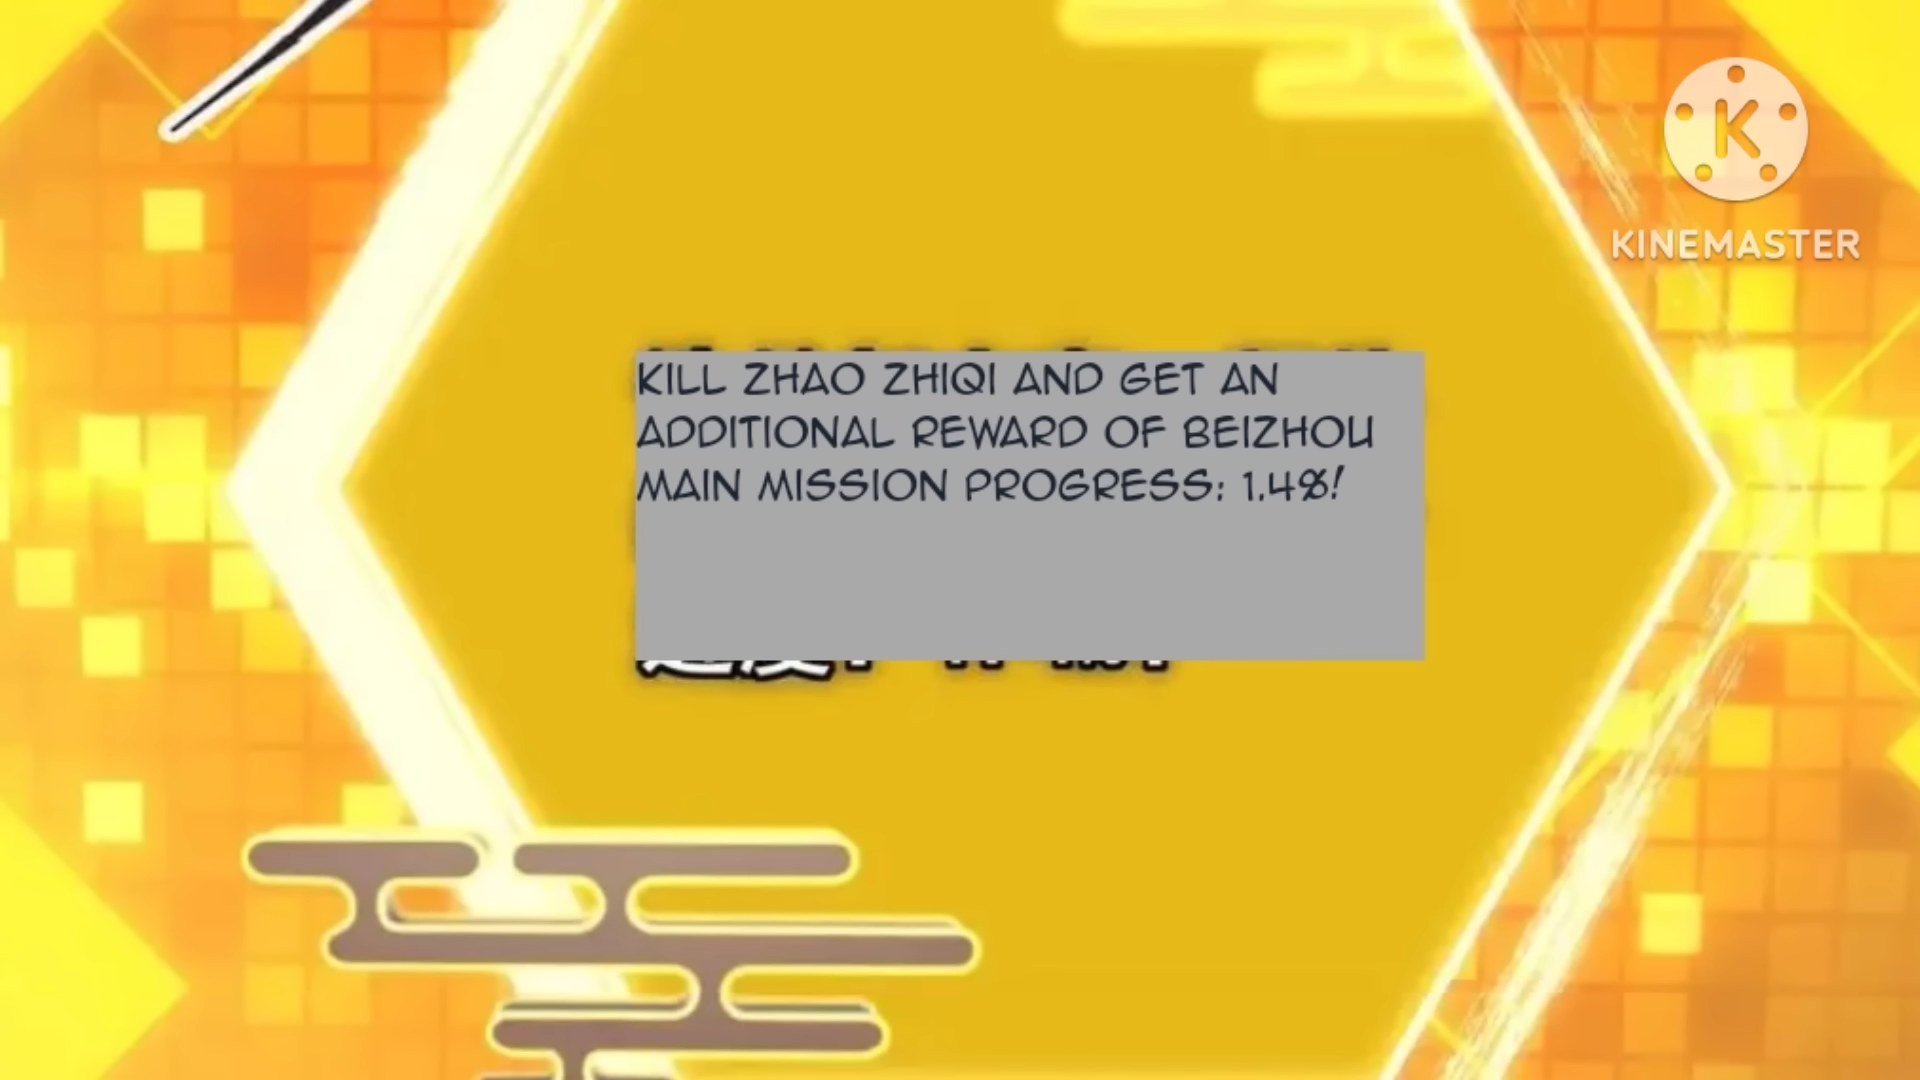 K
KINEMASTER
KILL ZHAO ZHIQI AND GET AN
ADDITIONAL REWARD OF BEIZHOU
MAIN MISSION PROGRESS: 1.4%!